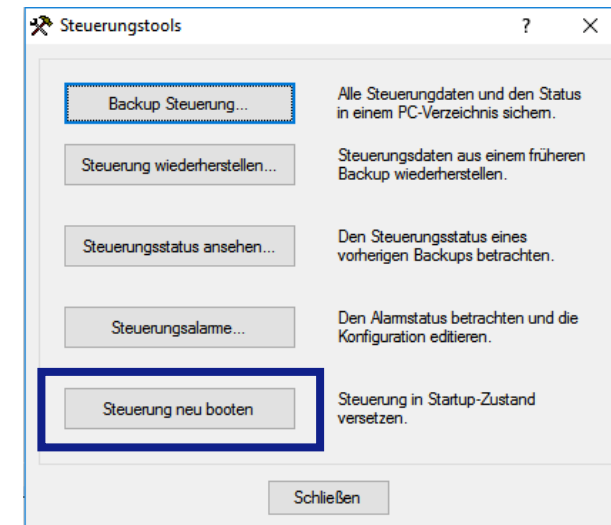 Steuerungstools
Backup Steuerung...
Alle Steuerungdaten und den Status
in einem PC-Verzeichnis sichern.
Steuerung wiederherstellen...
Steuerungsdaten aus einem früheren
Backup wiederherstellen.
Steuerungsstatus ansehen...
Den Steuerungsstatus eines
vorherigen Backups betrachten.
Steuerungsalarme...
Den Alarmstatus betrachten und die
Konfiguration editieren.
Steuerung neu booten
Steuerung in Startup-Zustand
versetzen.
Schließen